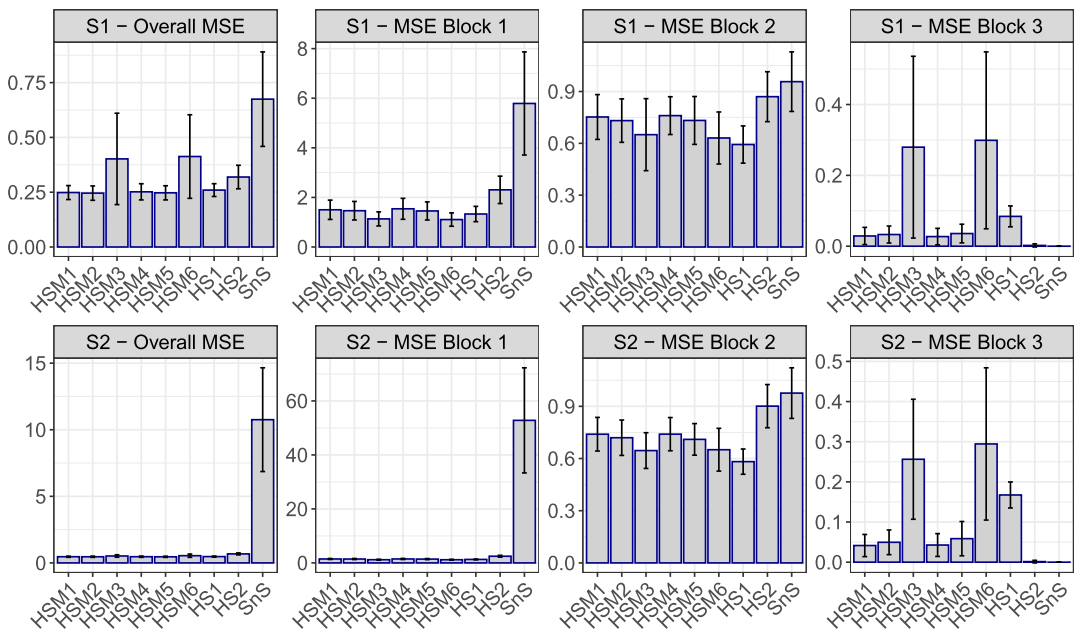 S1 − Overall MSE
0.75
0.50
0.25
0.00
HSM1 HSM2 HSM3 HSM4 HSM5 HSM6 HS1 HS2 SnS
S1 − MSE Block 1
8
6
4
2
0
HSM1 HSM2 HSM3 HSM4 HSM5 HSM6 HS1 HS2 SnS
S1 − MSE Block 2
0.9
0.6
0.3
0.0
HSM1 HSM2 HSM3 HSM4 HSM5 HSM6 HS1 HS2 SnS
S1 − MSE Block 3
0.4
0.2
0.0
HSM1 HSM2 HSM3 HSM4 HSM5 HSM6 HS1 HS2 SnS
S2 − Overall MSE
15
10
5
0
HSM1 HSM2 HSM3 HSM4 HSM5 HSM6 HS1 HS2 SnS
S2 − MSE Block 1
60
40
20
0
HSM1 HSM2 HSM3 HSM4 HSM5 HSM6 HS1 HS2 SnS
S2 − MSE Block 2
0.9
0.6
0.3
0.0
HSM1 HSM2 HSM3 HSM4 HSM5 HSM6 HS1 HS2 SnS
S2 − MSE Block 3
0.5
0.4
0.3
0.2
0.1
0.0
HSM1 HSM2 HSM3 HSM4 HSM5 HSM6 HS1 HS2 SnS